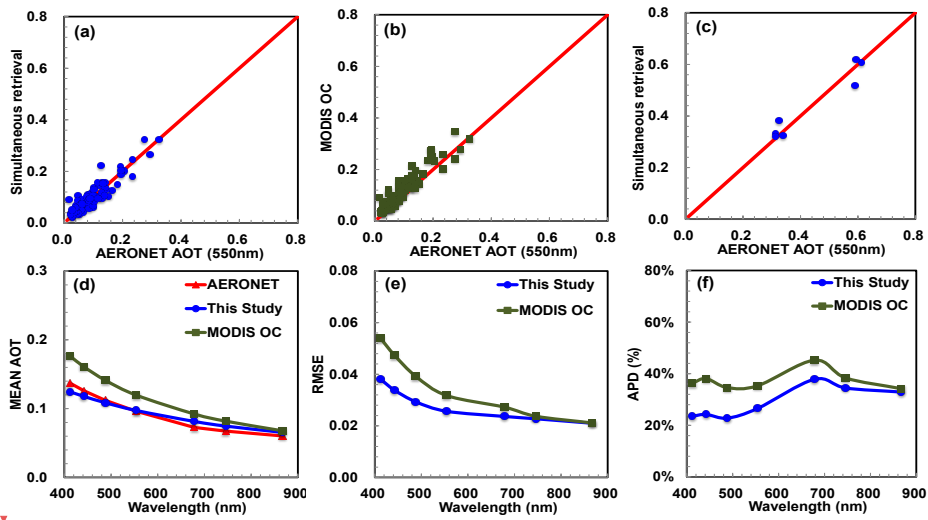 (a)
Simultaneous retrieval
0.8
0.6
0.4
0.2
0.0
0.0 0.2 0.4 0.6 0.8
AERONET AOT (550nm)
(b)
MODIS OC
0.8
0.6
0.4
0.2
0.0
0.0 0.2 0.4 0.6 0.8
AERONET AOT (550nm)
(c)
Simultaneous retrieval
0.8
0.6
0.4
0.2
0.0
0.0 0.2 0.4 0.6 0.8
AERONET AOT (550nm)
(d)
AERONET
This Study
MODIS OC
MEAN AOT
0.3
0.2
0.1
0.0
400 500 600 700 800 900
Wavelength (nm)
(e)
This Study
MODIS OC
RMSE
0.08
0.06
0.04
0.02
0.00
400 500 600 700 800 900
Wavelength (nm)
(f)
This Study
MODIS OC
APD (%)
80%
60%
40%
20%
0%
400 500 600 700 800 900
Wavelength (nm)